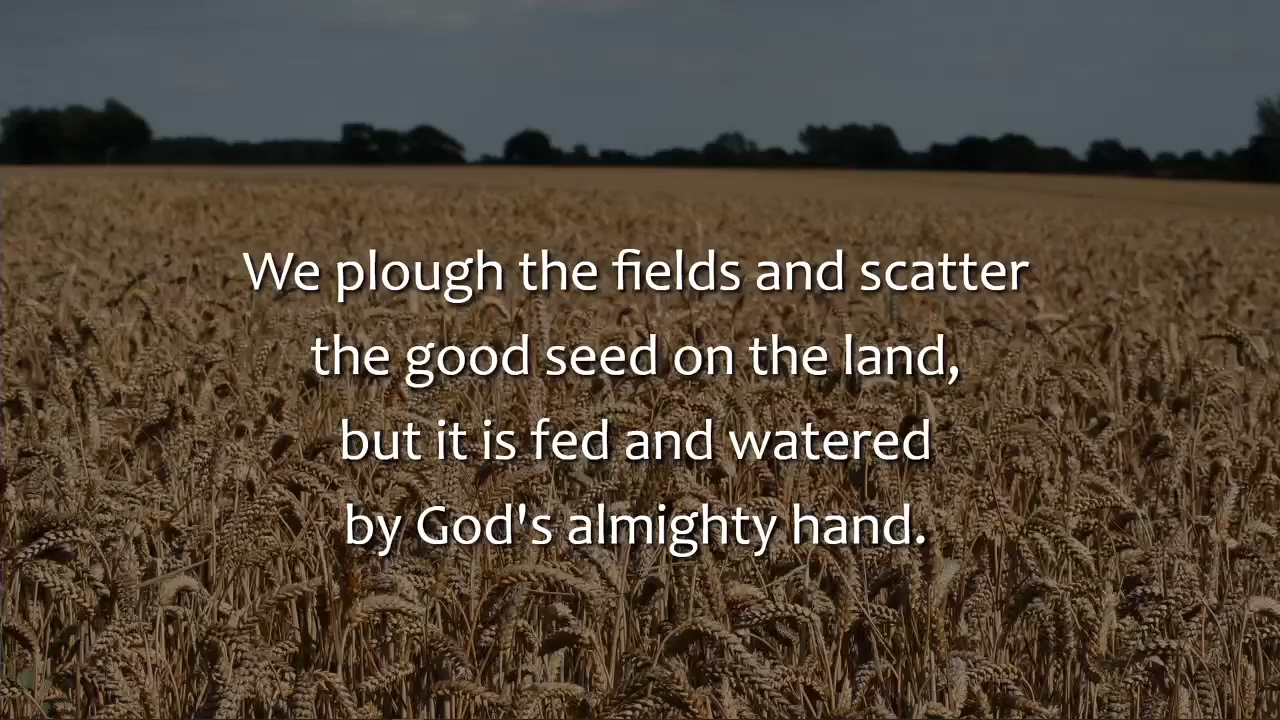 We plough the fields and scatter
the good seed on the land,
but it is fed and watered
by God's almighty hand.